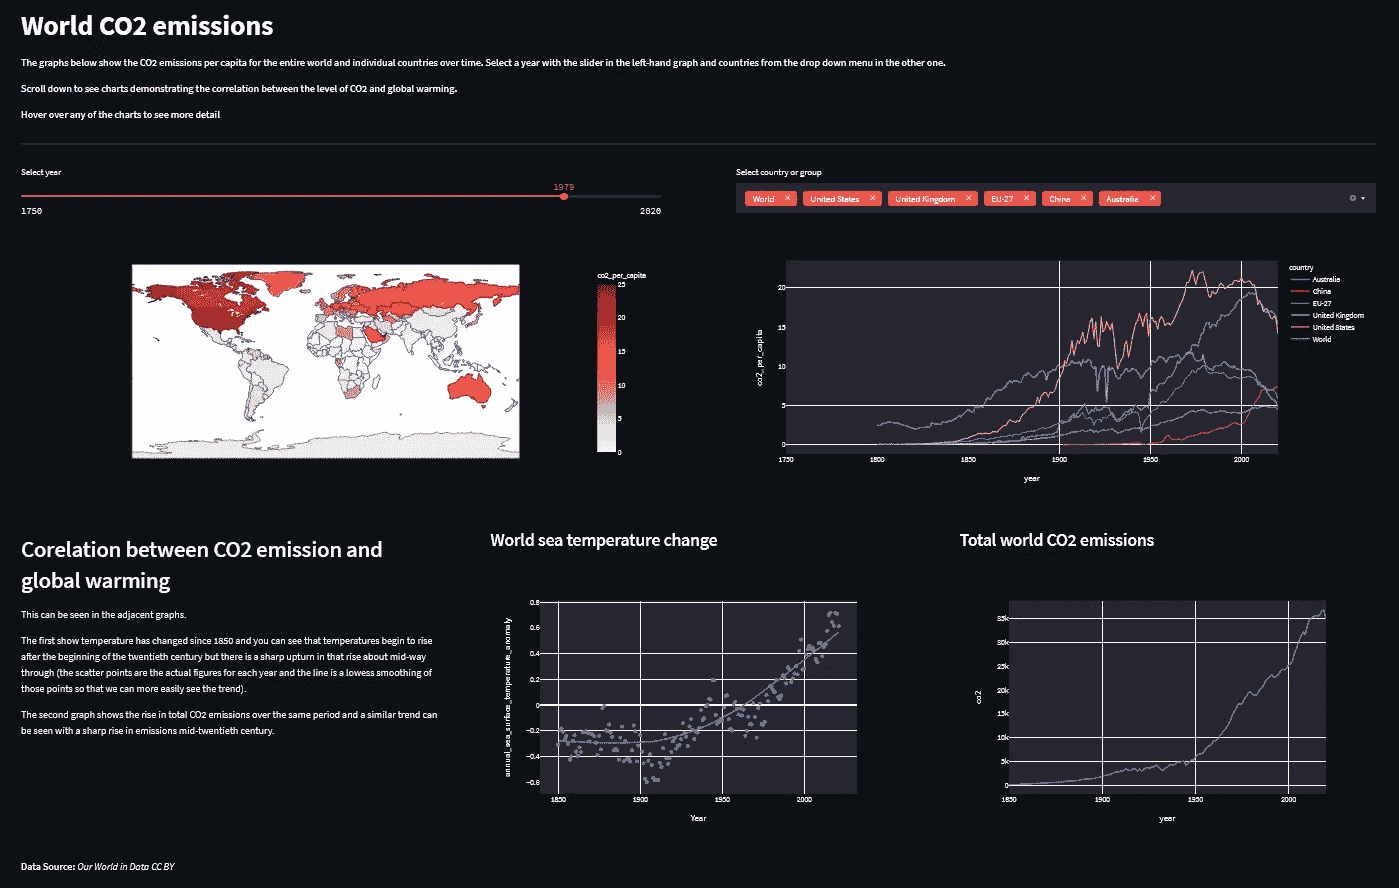 World CO2 emissions
The graphs below show the CO2 emissions per capita for the entire world and individual countries over time. Select a year with the slider in the left-hand graph and countries from the drop down menu in the other one.
Scroll down to see charts demonstrating the correlation between the level of CO2 and global warming.
Hover over any of the charts to see more detail
Select year
1979
1750 2020
Select country or group
World × United States × United Kingdom × EU-27 × China × Australia ×
co2_per_capita
25
20
15
10
5
0
co2_per_capita
20
15
10
5
0
1750 1800 1850 1900 1950 2000
year
country
Australia
China
EU-27
United Kingdom
United States
World
Corelation between CO2 emission and
global warming
This can be seen in the adjacent graphs.
The first show temperature has changed since 1850 and you can see that temperatures begin to rise
after the beginning of the twentieth century but there is a sharp upturn in that rise about mid-way
through (the scatter points are the actual figures for each year and the line is a lowess smoothing of
those points so that we can more easily see the trend).
The second graph shows the rise in total CO2 emissions over the same period and a similar trend can
be seen with a sharp rise in emissions mid-twentieth century.
World sea temperature change
annual_sea_surface_temperature_anomaly
0.8
0.6
0.4
0.2
0
−0.2
−0.4
−0.6
1850 1900 1950 2000
Year
Total world CO2 emissions
co2
35k
30k
25k
20k
15k
10k
5k
0
1850 1900 1950 2000
year
Data Source: Our World in Data CC BY